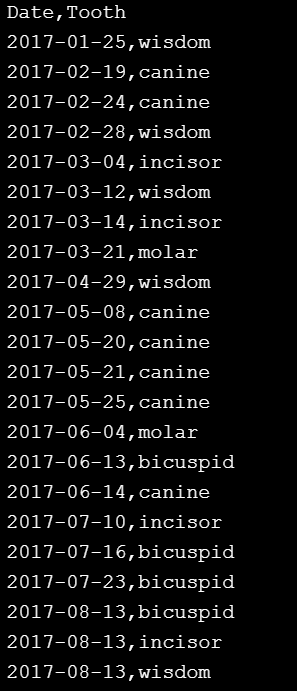 Date,Tooth
2017-01-25,wisdom
2017-02-19,canine
2017-02-24,canine
2017-02-28,wisdom
2017-03-04,incisor
2017-03-12,wisdom
2017-03-14,incisor
2017-03-21,molar
2017-04-29,wisdom
2017-05-08,canine
2017-05-20,canine
2017-05-21,canine
2017-05-25,canine
2017-06-04,molar
2017-06-13,bicuspid
2017-06-14,canine
2017-07-10,incisor
2017-07-16,bicuspid
2017-07-23,bicuspid
2017-08-13,bicuspid
2017-08-13,incisor
2017-08-13,wisdom